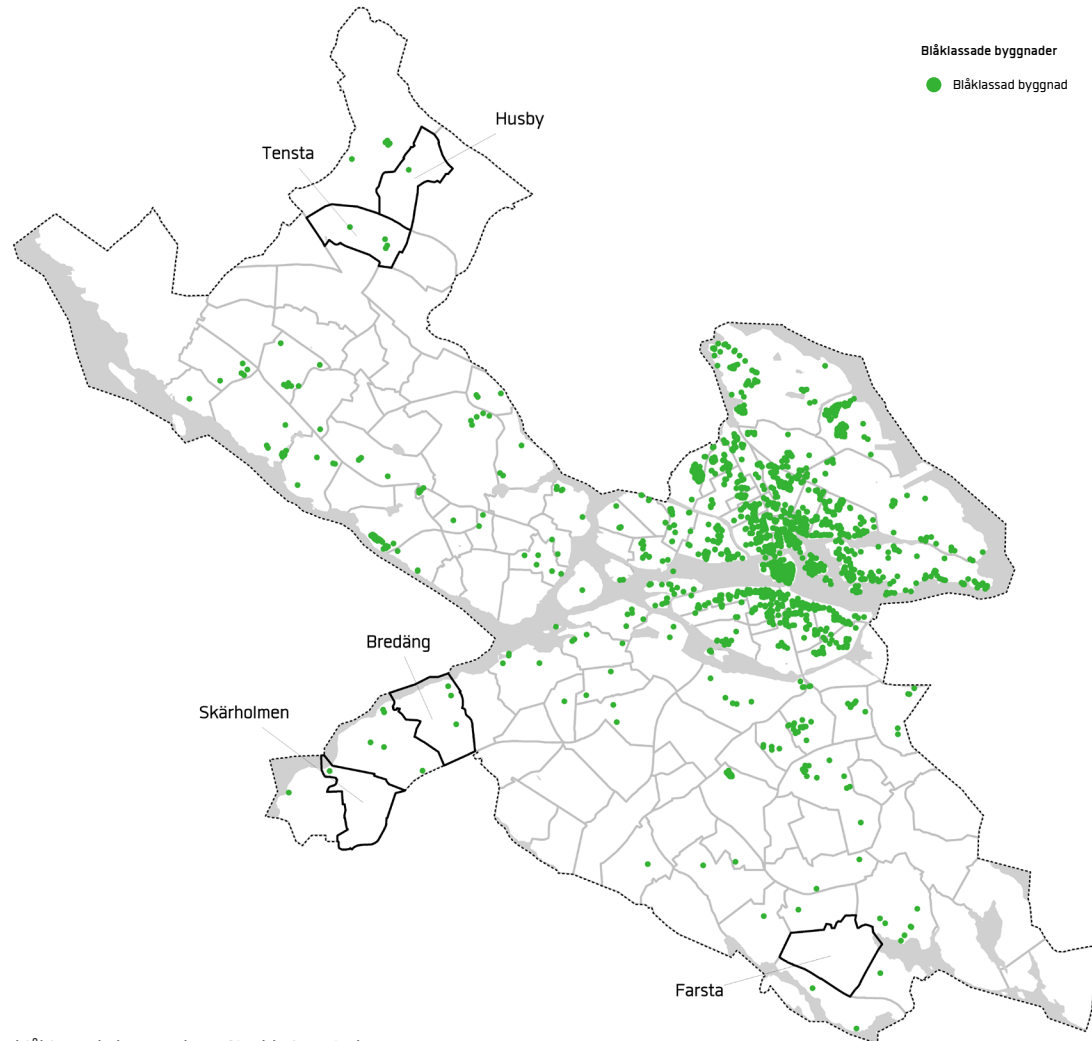 Blåklassade byggnader
Blåklassad byggnad
Husby
Tensta
Bredäng
Skärholmen
Farsta